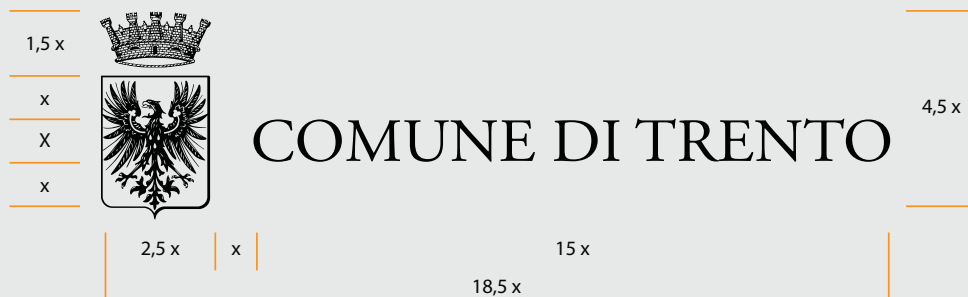 1,5 x
x
X
x
COMUNE DI TRENTO
4,5 x
2,5 x
x
15 x
18,5 x